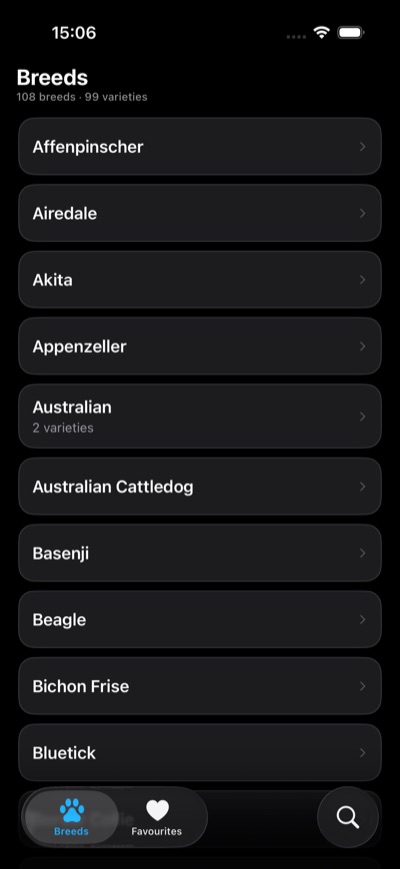 15:06
Breeds
108 breeds · 99 varieties
Affenpinscher
Airedale
Akita
Appenzeller
Australian
2 varieties
Australian Cattledog
Basenji
Beagle
Bichon Frise
Bluetick
Breeds
Favourites